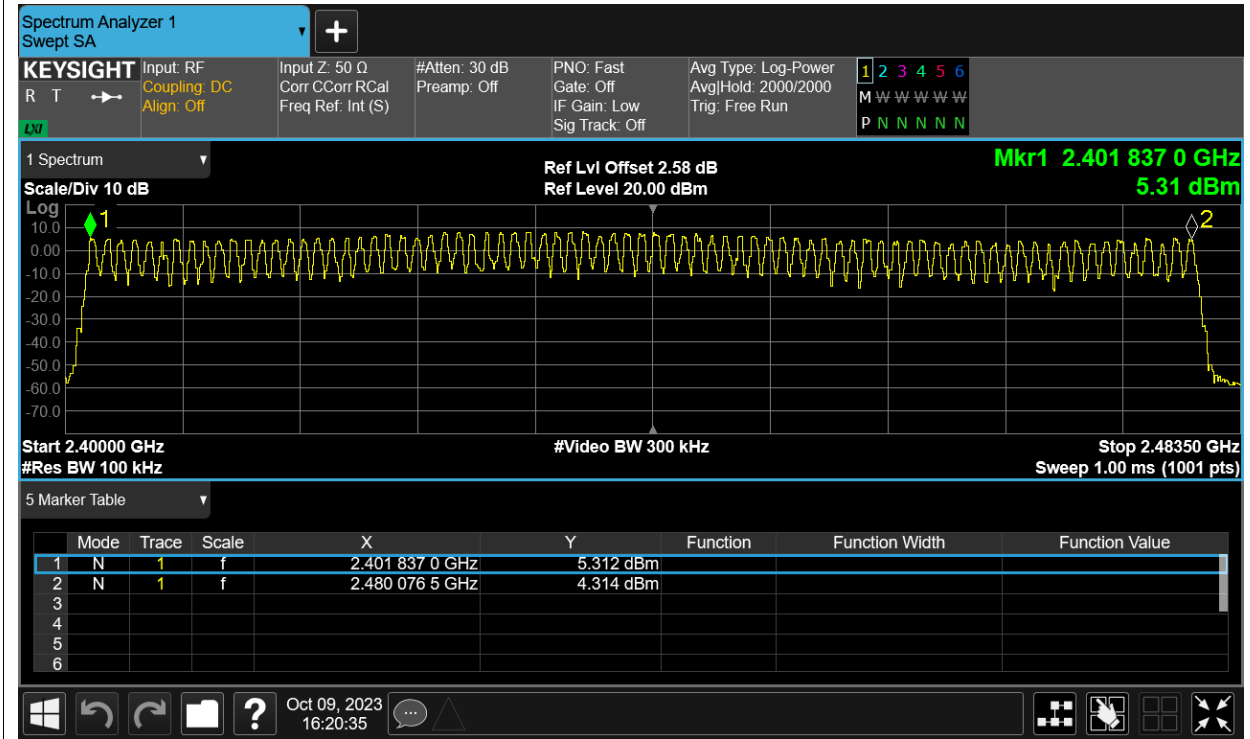 Spectrum Analyzer 1
Swept SA
+
KEYSIGHT
R T
LXI
Input: RF
Coupling: DC
Align: Off
Input Z: 50 Ω
Corr CCorr RCal
Freq Ref: Int (S)
#Atten: 30 dB
Preamp: Off
PNO: Fast
Gate: Off
IF Gain: Low
Sig Track: Off
Avg Type: Log-Power
Avg|Hold: 2000/2000
Trig: Free Run
1 2 3 4 5 6
M W W W W W
P N N N N N
1 Spectrum
Scale/Div 10 dB
Log
Ref Lvl Offset 2.58 dB
Ref Level 20.00 dBm
Mkr1 2.401 837 0 GHz
5.31 dBm
1
2
10.0
0.00
-10.0
-20.0
-30.0
-40.0
-50.0
-60.0
-70.0
Start 2.40000 GHz
#Res BW 100 kHz
#Video BW 300 kHz
Stop 2.48350 GHz
Sweep 1.00 ms (1001 pts)
5 Marker Table
Mode Trace Scale X Y Function Function Width Function Value
1 N 1 f 2.401 837 0 GHz 5.312 dBm
2 N 1 f 2.480 076 5 GHz 4.314 dBm
3
4
5
6
?
Oct 09, 2023
16:20:35